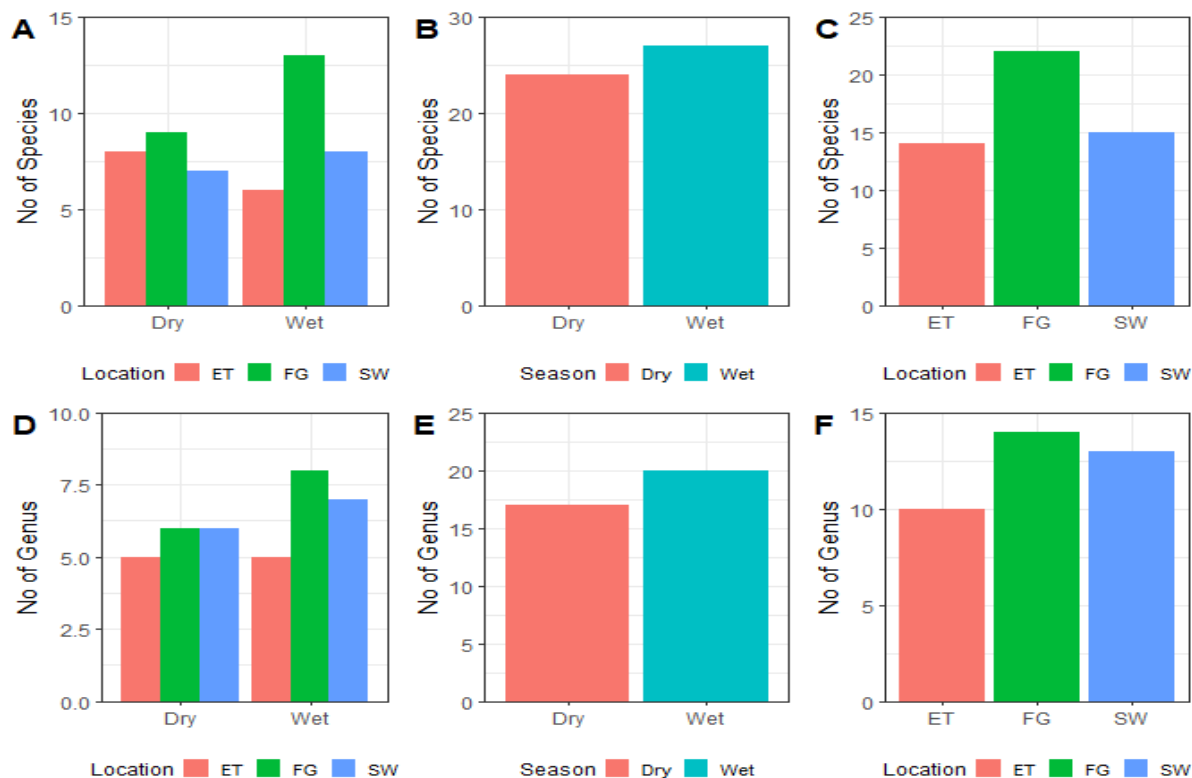 A
No of Species
15
10
5
0
Dry Wet
Location ET FG SW
B
No of Species
30
20
10
0
Dry Wet
Season Dry Wet
C
No of Species
25
20
15
10
5
0
ET FG SW
Location ET FG SW
D
No of Genus
10.0
7.5
5.0
2.5
0.0
Dry Wet
Location ET FG SW
E
No of Genus
25
20
15
10
5
0
Dry Wet
Season Dry Wet
F
No of Genus
15
10
5
0
ET FG SW
Location ET FG SW